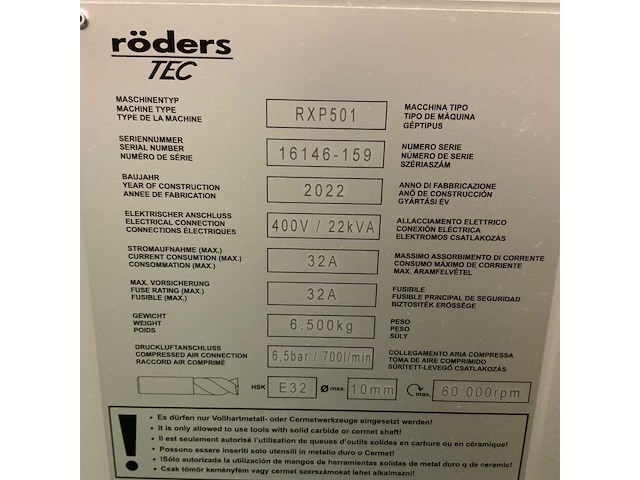 röders
TEC
MASCHINENTYP
MACHINE TYPE
TYPE DE LA MACHINE
RXP501
MACCHINA TIPO
TIPO DE MÁQUINA
GÉPTIPUS
SERIENNUMMER
SERIAL NUMBER
NUMÉRO DE SÉRIE
16146-159
NUMERO SERIE
NÚMERO DE SERIE
SZÉRIASZÁM
BAUJAHR
YEAR OF CONSTRUCTION
ANNEE DE FABRICATION
2022
ANNO DI FABBRICAZIONE
AÑO DE CONSTRUCCIÓN
GYÁRTÁSI ÉV
ELEKTRISCHER ANSCHLUSS
ELECTRICAL CONNECTION
CONNECTIONS ÉLECTRIQUES
400V / 22kVA
ALLACCIAMENTO ELETTRICO
CONEXIÓN ELÉCTRICA
ELEKTROMOS CSATLAKOZÁS
STROMAUFNAHME (MAX.)
CURRENT CONSUMTION (MAX.)
CONSOMMATION (MAX.)
32A
MASSIMO ASSORBIMENTO DI CORRENTE
CONSUMO MÁXIMO DE CORRIENTE
MAX. ÁRAMFELVÉTEL
MAX. VORSICHERUNG
FUSE RATING (MAX.)
FUSIBLE (MAX.)
32A
FUSIBILE
FUSIBLE PRINCIPAL DE SEGURIDAD
BIZTOSITÉK ERŐSSÉGE
GEWICHT
WEIGHT
POIDS
6.500kg
PESO
PESO
SÚLY
DRUCKLUFTANSCHLUSS
COMPRESSED AIR CONNECTION
RACCORD AIR COMPRIMÉ
6,5bar / 700l/min
COLLEGAMENTO ARIA COMPRESSA
TOMA DE AIRE COMPRIMIDO
SŰRÍTETT-LEVEGŐ CSATLAKOZÁS
HSK E32 ø max. 10mm max. 60.000rpm
! • Es dürfen nur Vollhartmetall- oder Cermetwerkzeuge eingesetzt werden!
• It is only allowed to use tools with solid carbide or cermet shaft!
• Il est seulement autorisé l'utilisation de queues d'outils solides en carbure ou en céramique!
• Possono essere inseriti solo utensili in metallo duro o Cermet!
• !Sólo autorizada la utilización de mangos de herramientas solidas de metal duro q de ceramic!
• Csak tömör keményfém vagy cermet szerszámokat lehet alkalmazni!